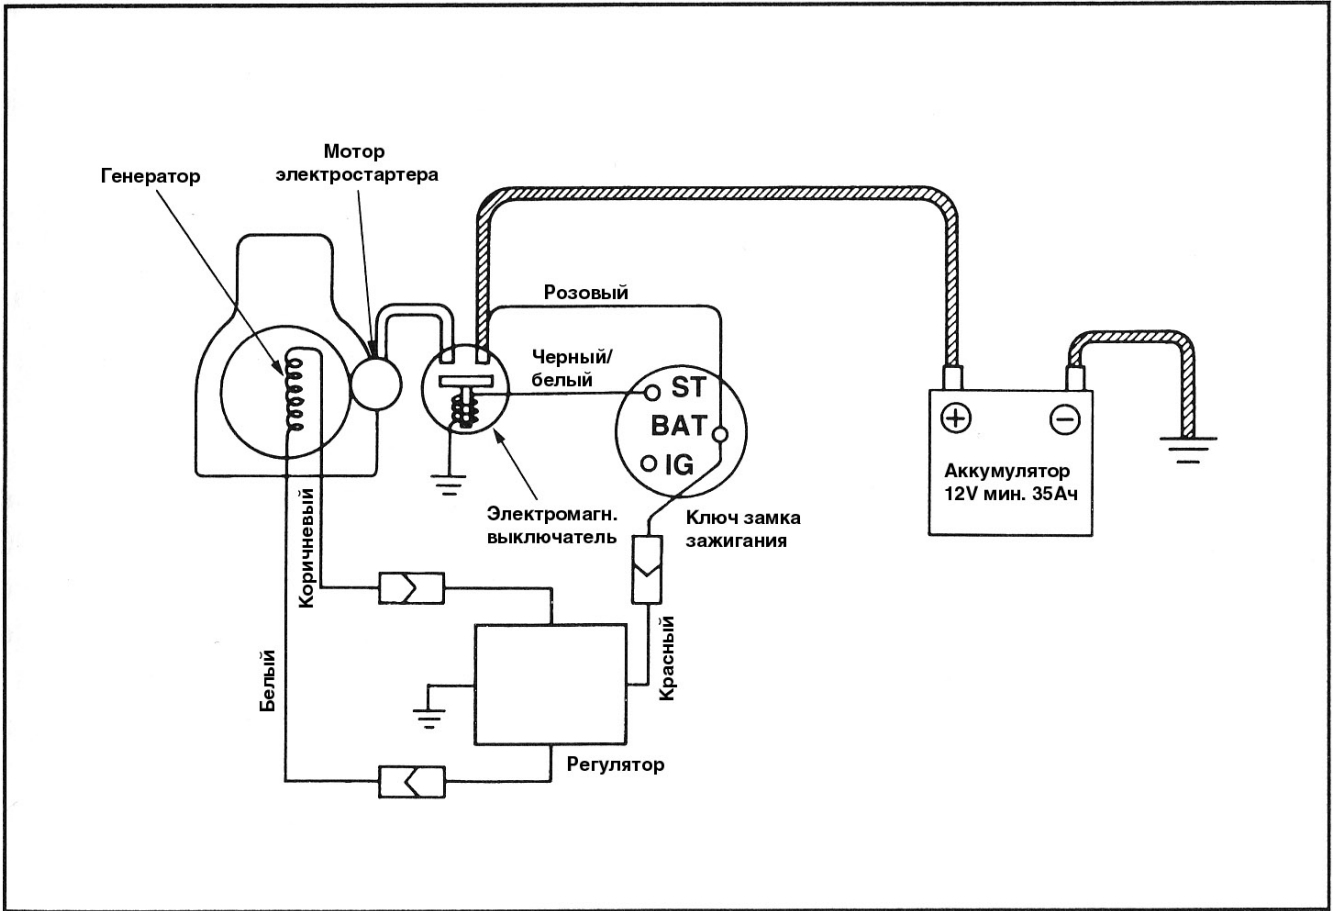 Мотор
электростартера
Генератор
Розовый
Черный/
белый
ST
BAT
IG
+
−
Аккумулятор
12V мин. 35Ач
Электромагн.
выключатель
Ключ замка
зажигания
Коричневый
Красный
Белый
Регулятор